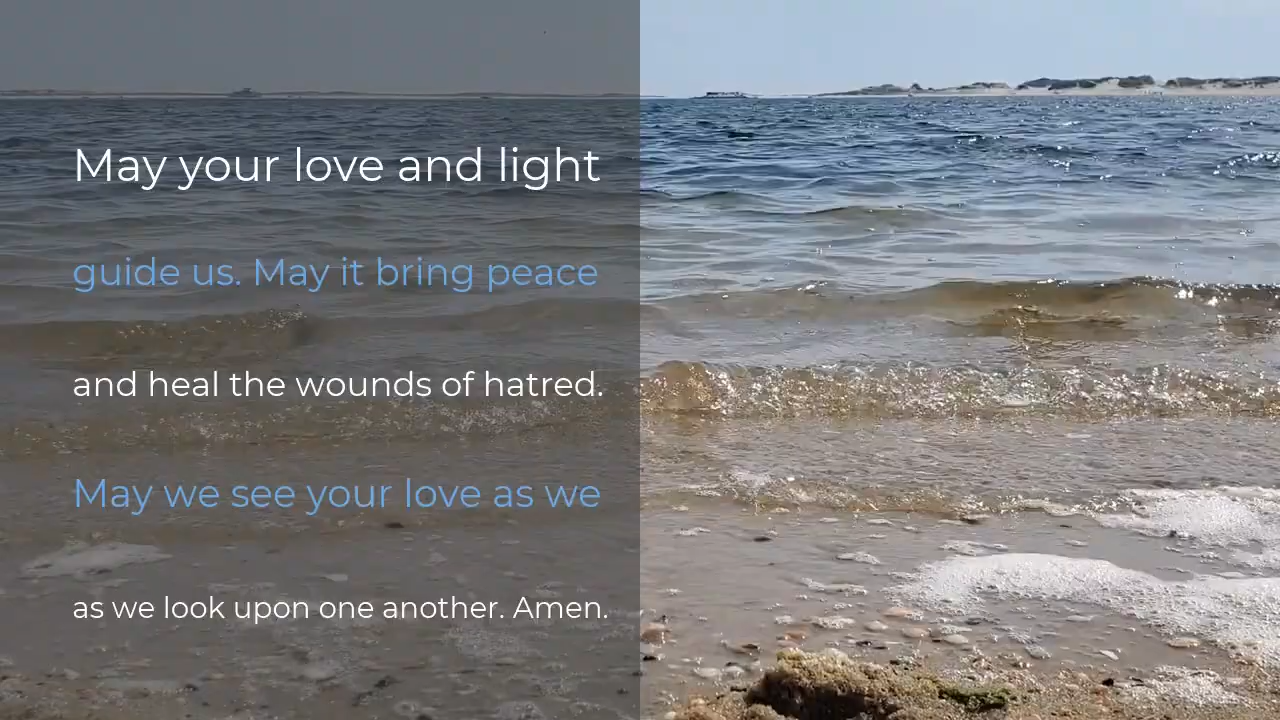 May your love and light
guide us. May it bring peace
and heal the wounds of hatred.
May we see your love as we
as we look upon one another. Amen.